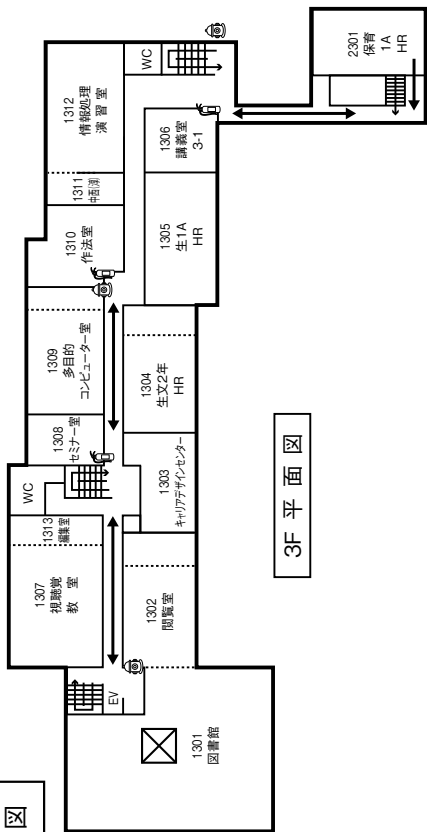 WC
2301
保育
1A
HR
1312
情報処理
演習室
1306
講義室
3-1
1311
中西(潤)
1310
作法室
1305
生1A
HR
1309
多目的
コンピューター室
1304
生文2年
HR
1308
セミナー室
1303
キャリアデザインセンター
WC
1313
編集室
1307
視聴覚
教室
1302
閲覧室
EV
1301
図書館
3F 平面図
図